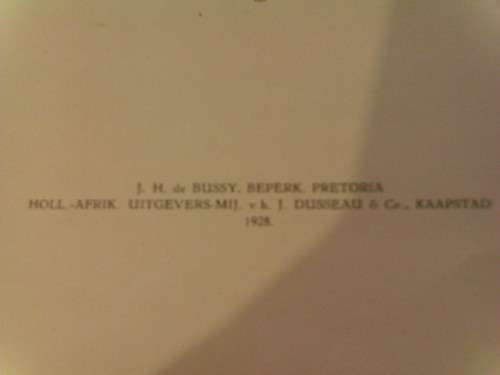 J. H. de BUSSY, BEPERK, PRETORIA
HOLL.-AFRIK. UITGEVERS-MIJ. v h. J. DUSSEAU & Co., KAAPSTAD
1928.